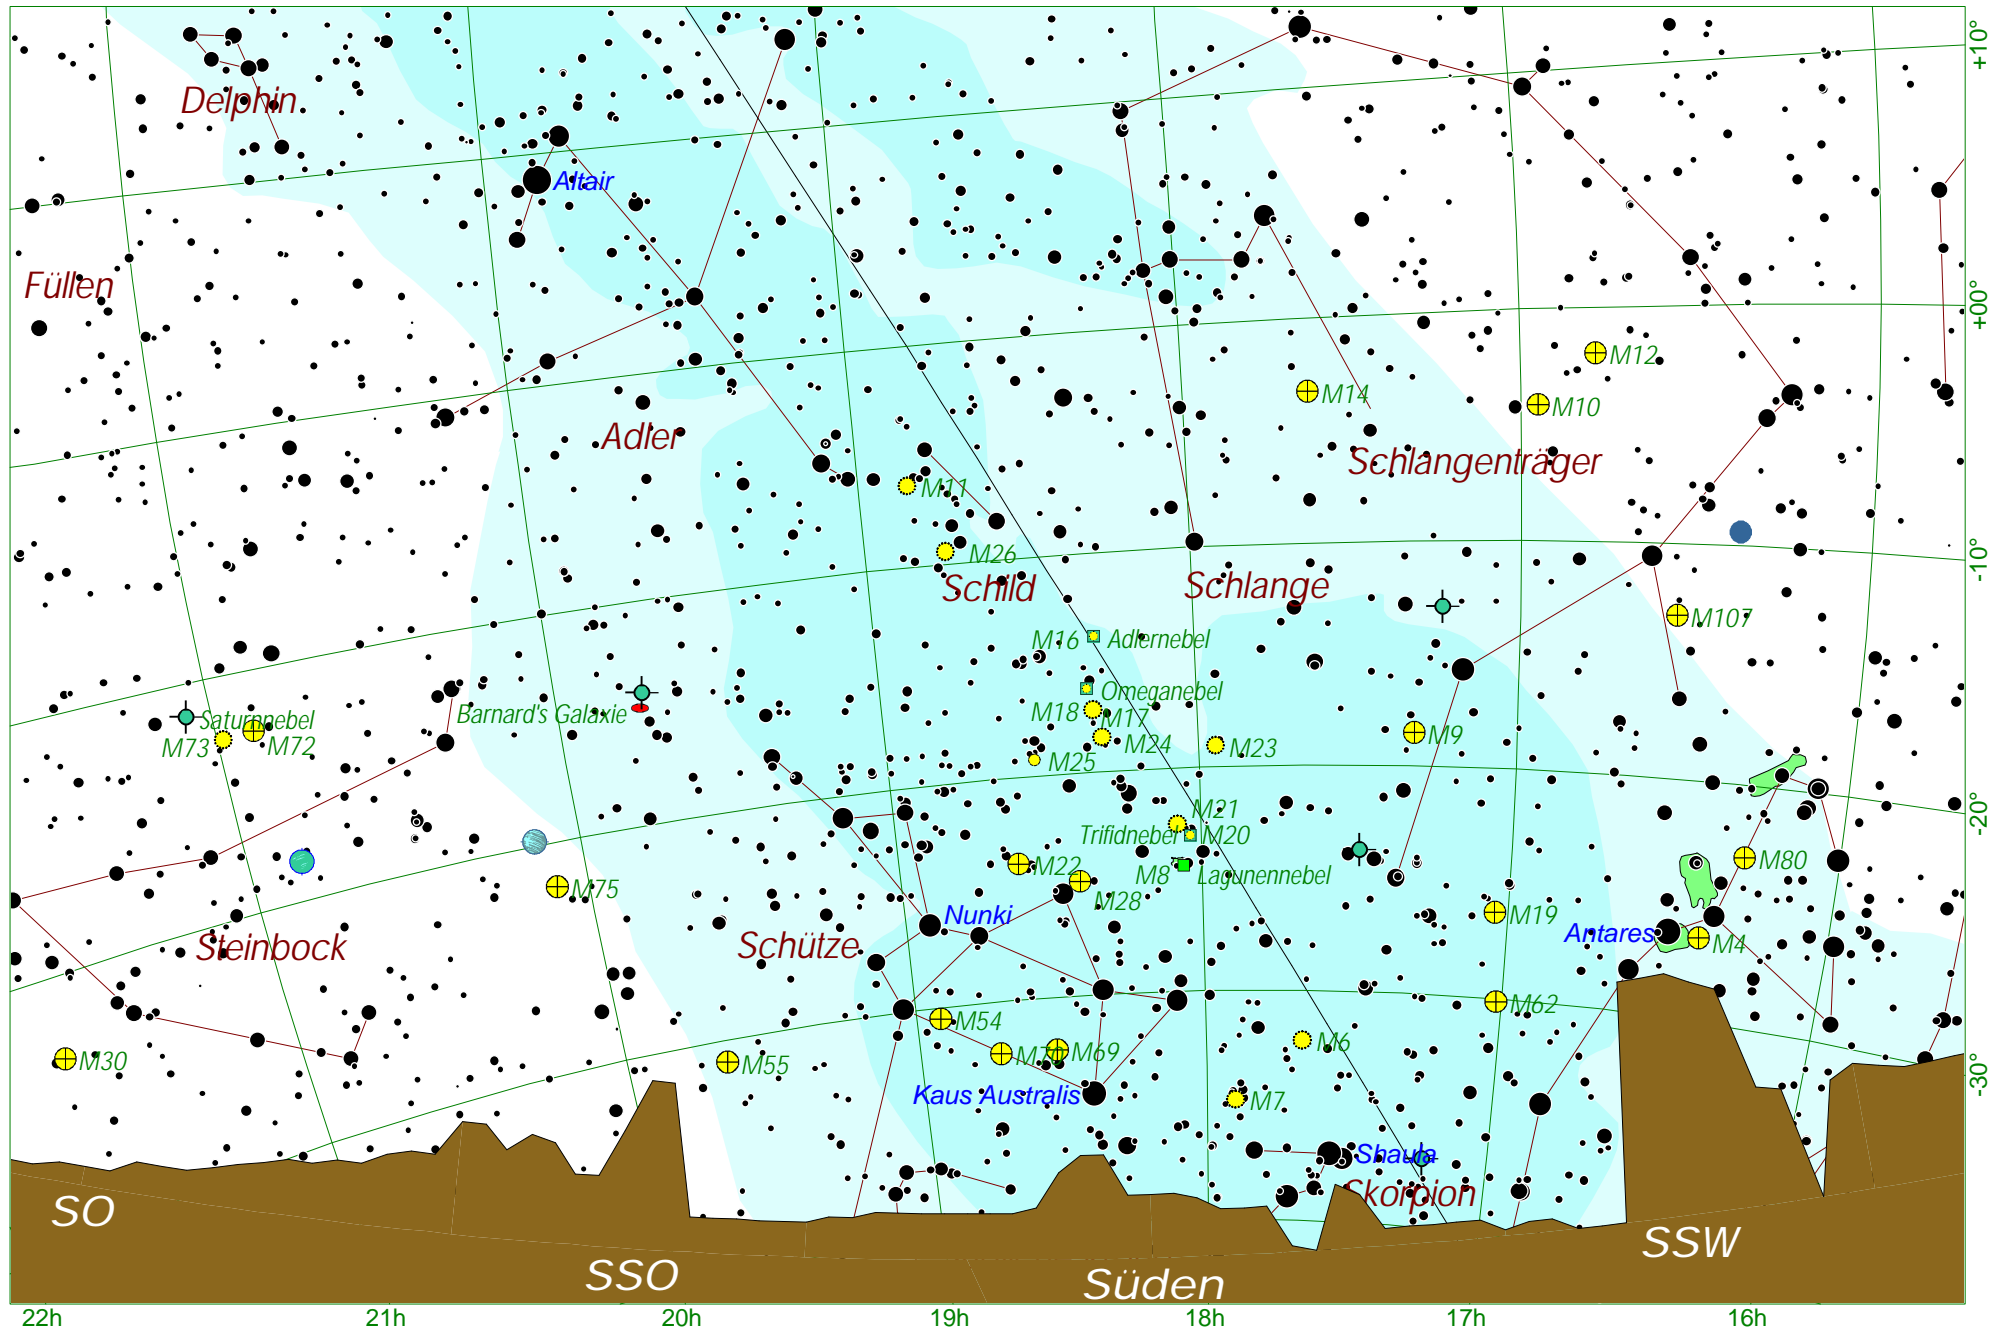 Delphin
Altair
+10°
Füllen
+00°
M12
M14
M10
Adler
Schlangenträger
M11
M26
Schild
Schlange
-10°
M107
M16 Adlernebel
Omeganebel
Saturnnebel
Barnard's Galaxie
M18 M17
M73 M72
M24 M23
M9
M25
M21
Trifidnebel M20
-20°
M22
M8 Lagunennebel
M80
M75
M28
Nunki
M19
Antares
M4
Steinbock
Schütze
M62
M54
M30
M55
M70 M69
M6
-30°
Kaus Australis
M7
Shaula
Skorpion
SO
SSW
SSO
Süden
22h 21h 20h 19h 18h 17h 16h